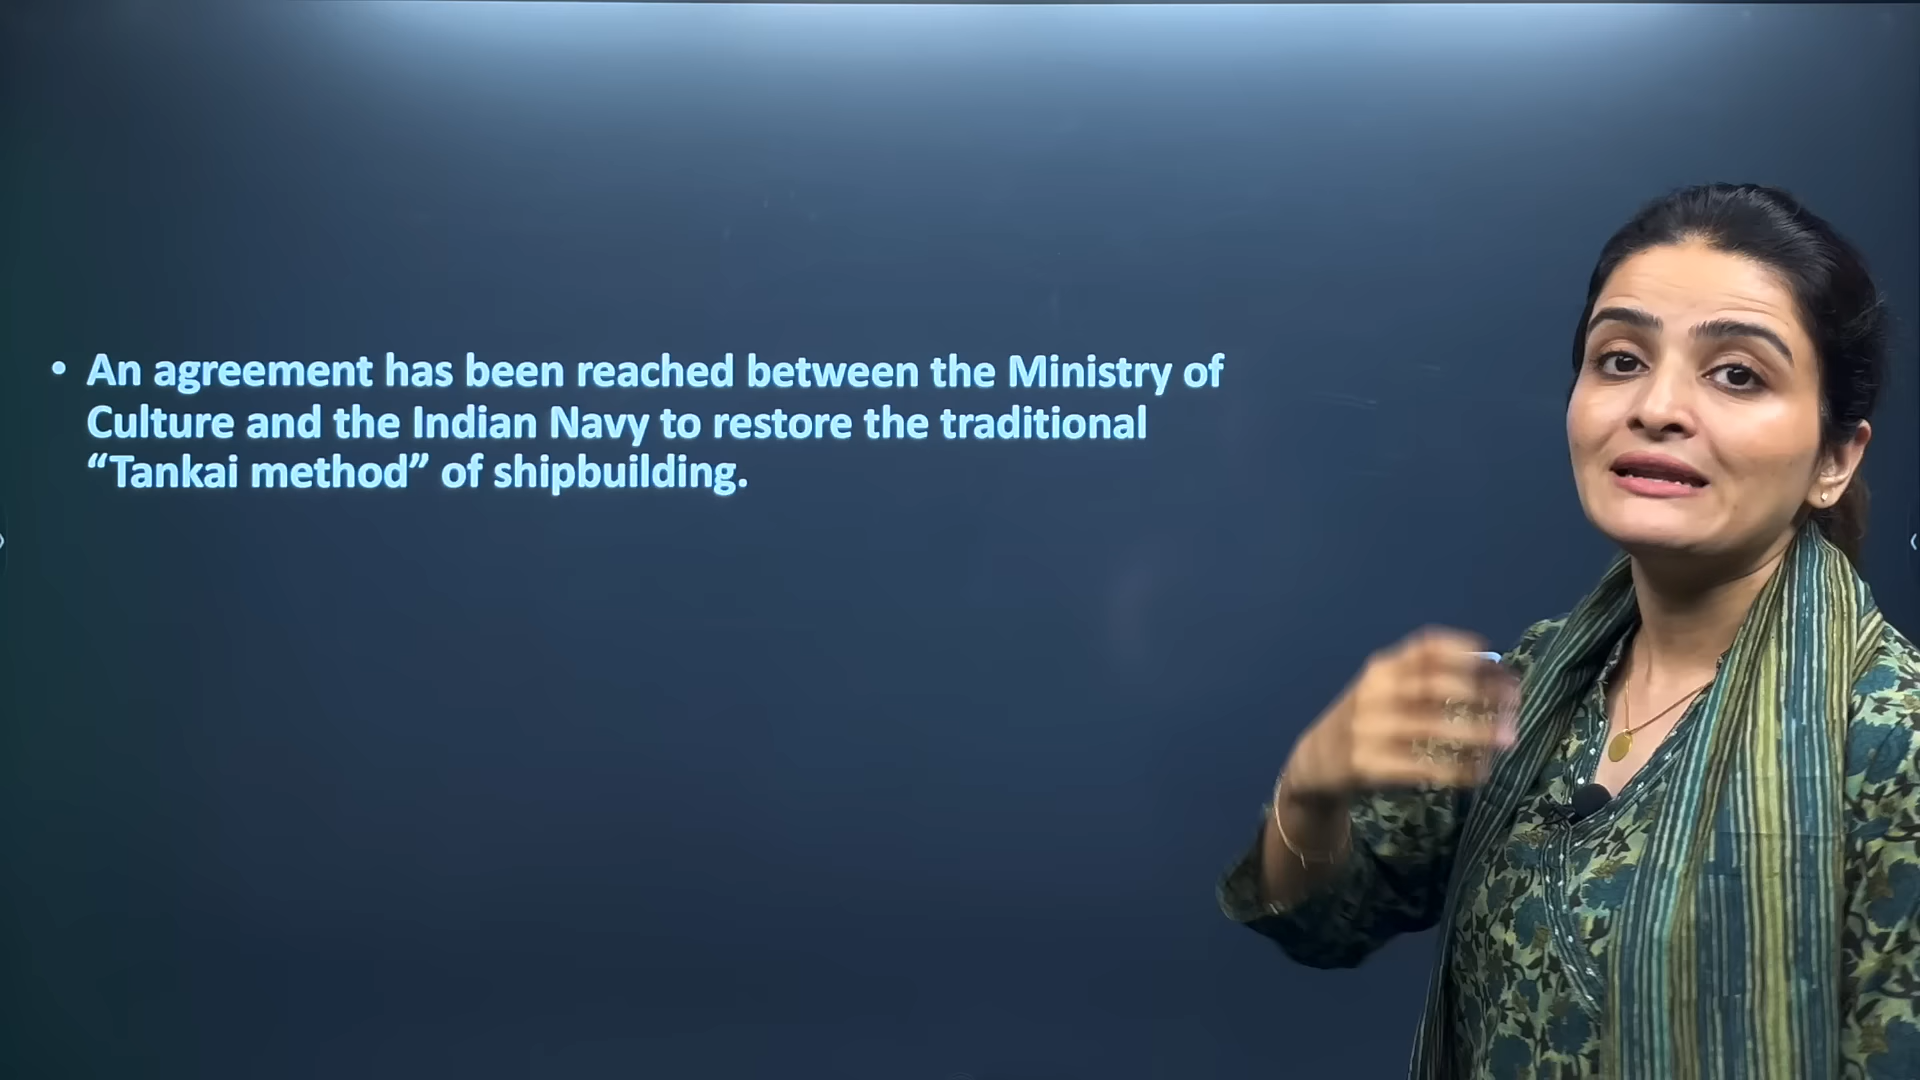 • An agreement has been reached between the Ministry of
Culture and the Indian Navy to restore the traditional
“Tankai method” of shipbuilding.